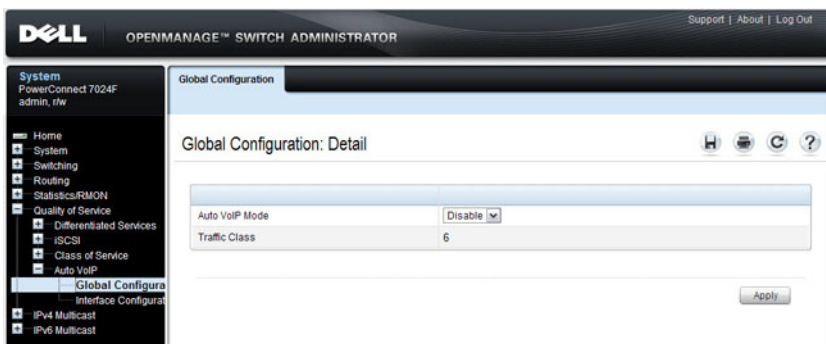 Support | About | Log Out
DELL OPENMANAGE™ SWITCH ADMINISTRATOR
System
PowerConnect 7024F
admin, r/w
Global Configuration
Home
System
Switching
Routing
Statistics/RMON
Quality of Service
Differentiated Services
iSCSI
Class of Service
Auto VoIP
Global Configura
Interface Configurat
IPv4 Multicast
IPv6 Multicast
Global Configuration: Detail
Auto VoIP Mode Disable
Traffic Class 6
Apply